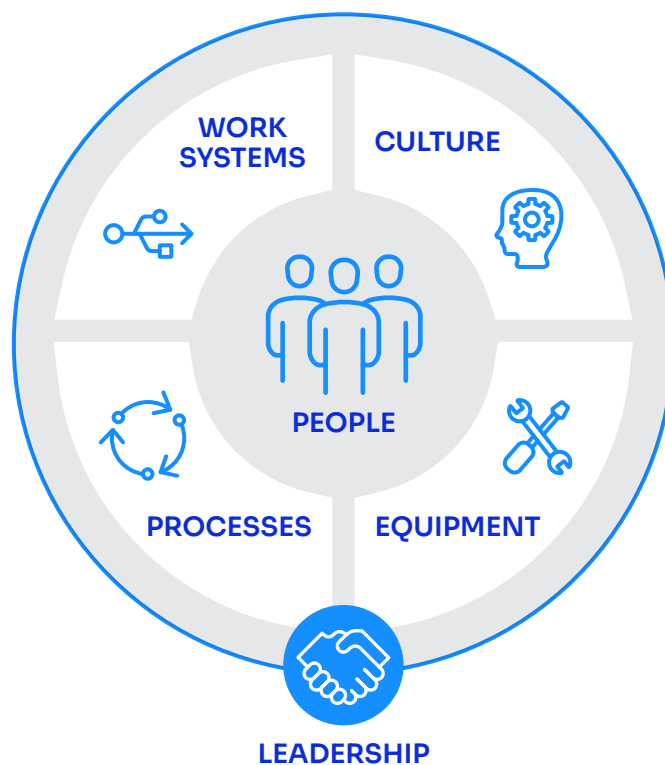 WORK
SYSTEMS
CULTURE
PEOPLE
PROCESSES
EQUIPMENT
LEADERSHIP